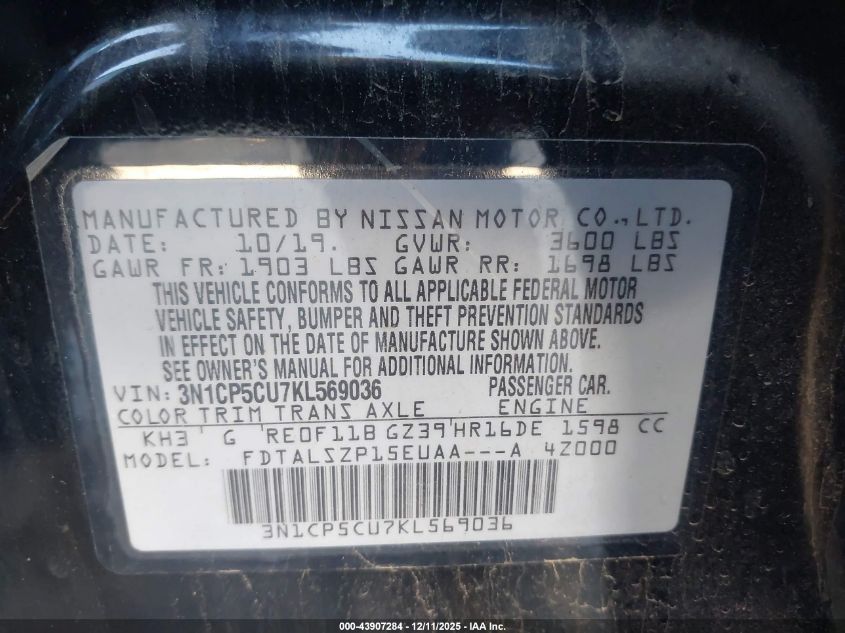 MANUFACTURED BY NISSAN MOTOR CO., LTD.
DATE: 10/19. GVWR: 3600 LBS
GAWR FR: 1903 LBS GAWR RR: 1698 LBS
THIS VEHICLE CONFORMS TO ALL APPLICABLE FEDERAL MOTOR
VEHICLE SAFETY, BUMPER AND THEFT PREVENTION STANDARDS
IN EFFECT ON THE DATE OF MANUFACTURE SHOWN ABOVE.
SEE OWNER'S MANUAL FOR ADDITIONAL INFORMATION.
VIN: 3N1CP5CU7KL569036 PASSENGER CAR.
COLOR TRIM TRANS AXLE ENGINE
KH3 G RE0F11B GZ39 HR16DE 1598 CC
MODEL: FDTALSZP15EUAA---A 4Z000
3N1CP5CU7KL569036
000-43907284 - 12/11/2025 - IAA Inc.